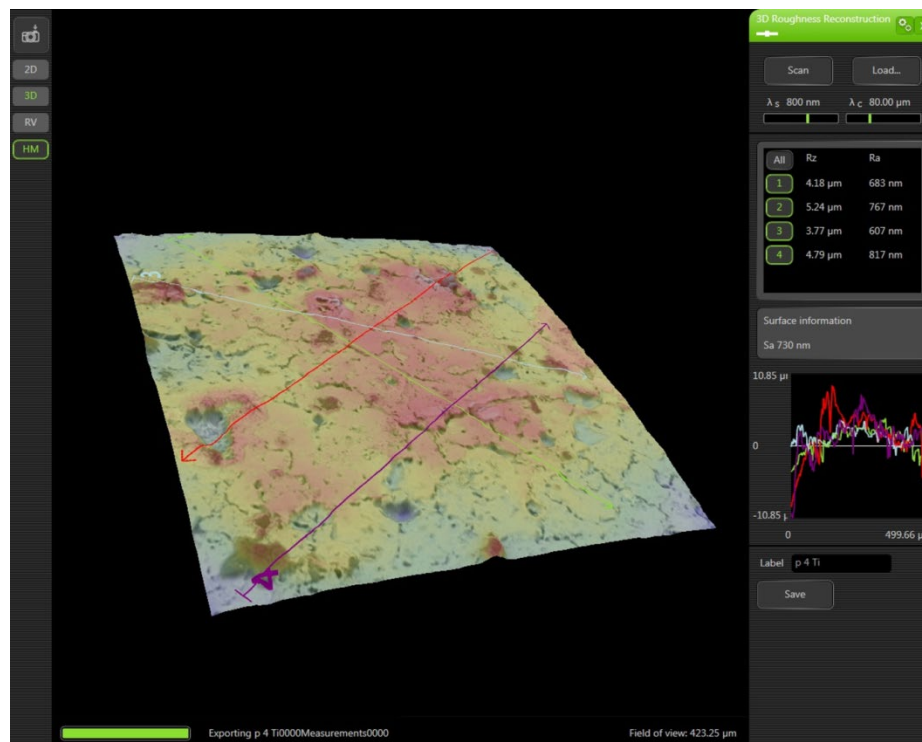 2D
3D
RV
HM
3D Roughness Reconstruction
Scan
Load...
λ s 800 nm
λ c 80.00 µm
All Rz Ra
1 4.18 µm 683 nm
2 5.24 µm 767 nm
3 3.77 µm 607 nm
4 4.79 µm 817 nm
Surface information
Sa 730 nm
10.85 µ
0
-10.85 µ
0 499.66 µ
Label p 4 Ti
Save
3
4
Exporting p 4 Ti0000Measurements0000
Field of view: 423.25 µm